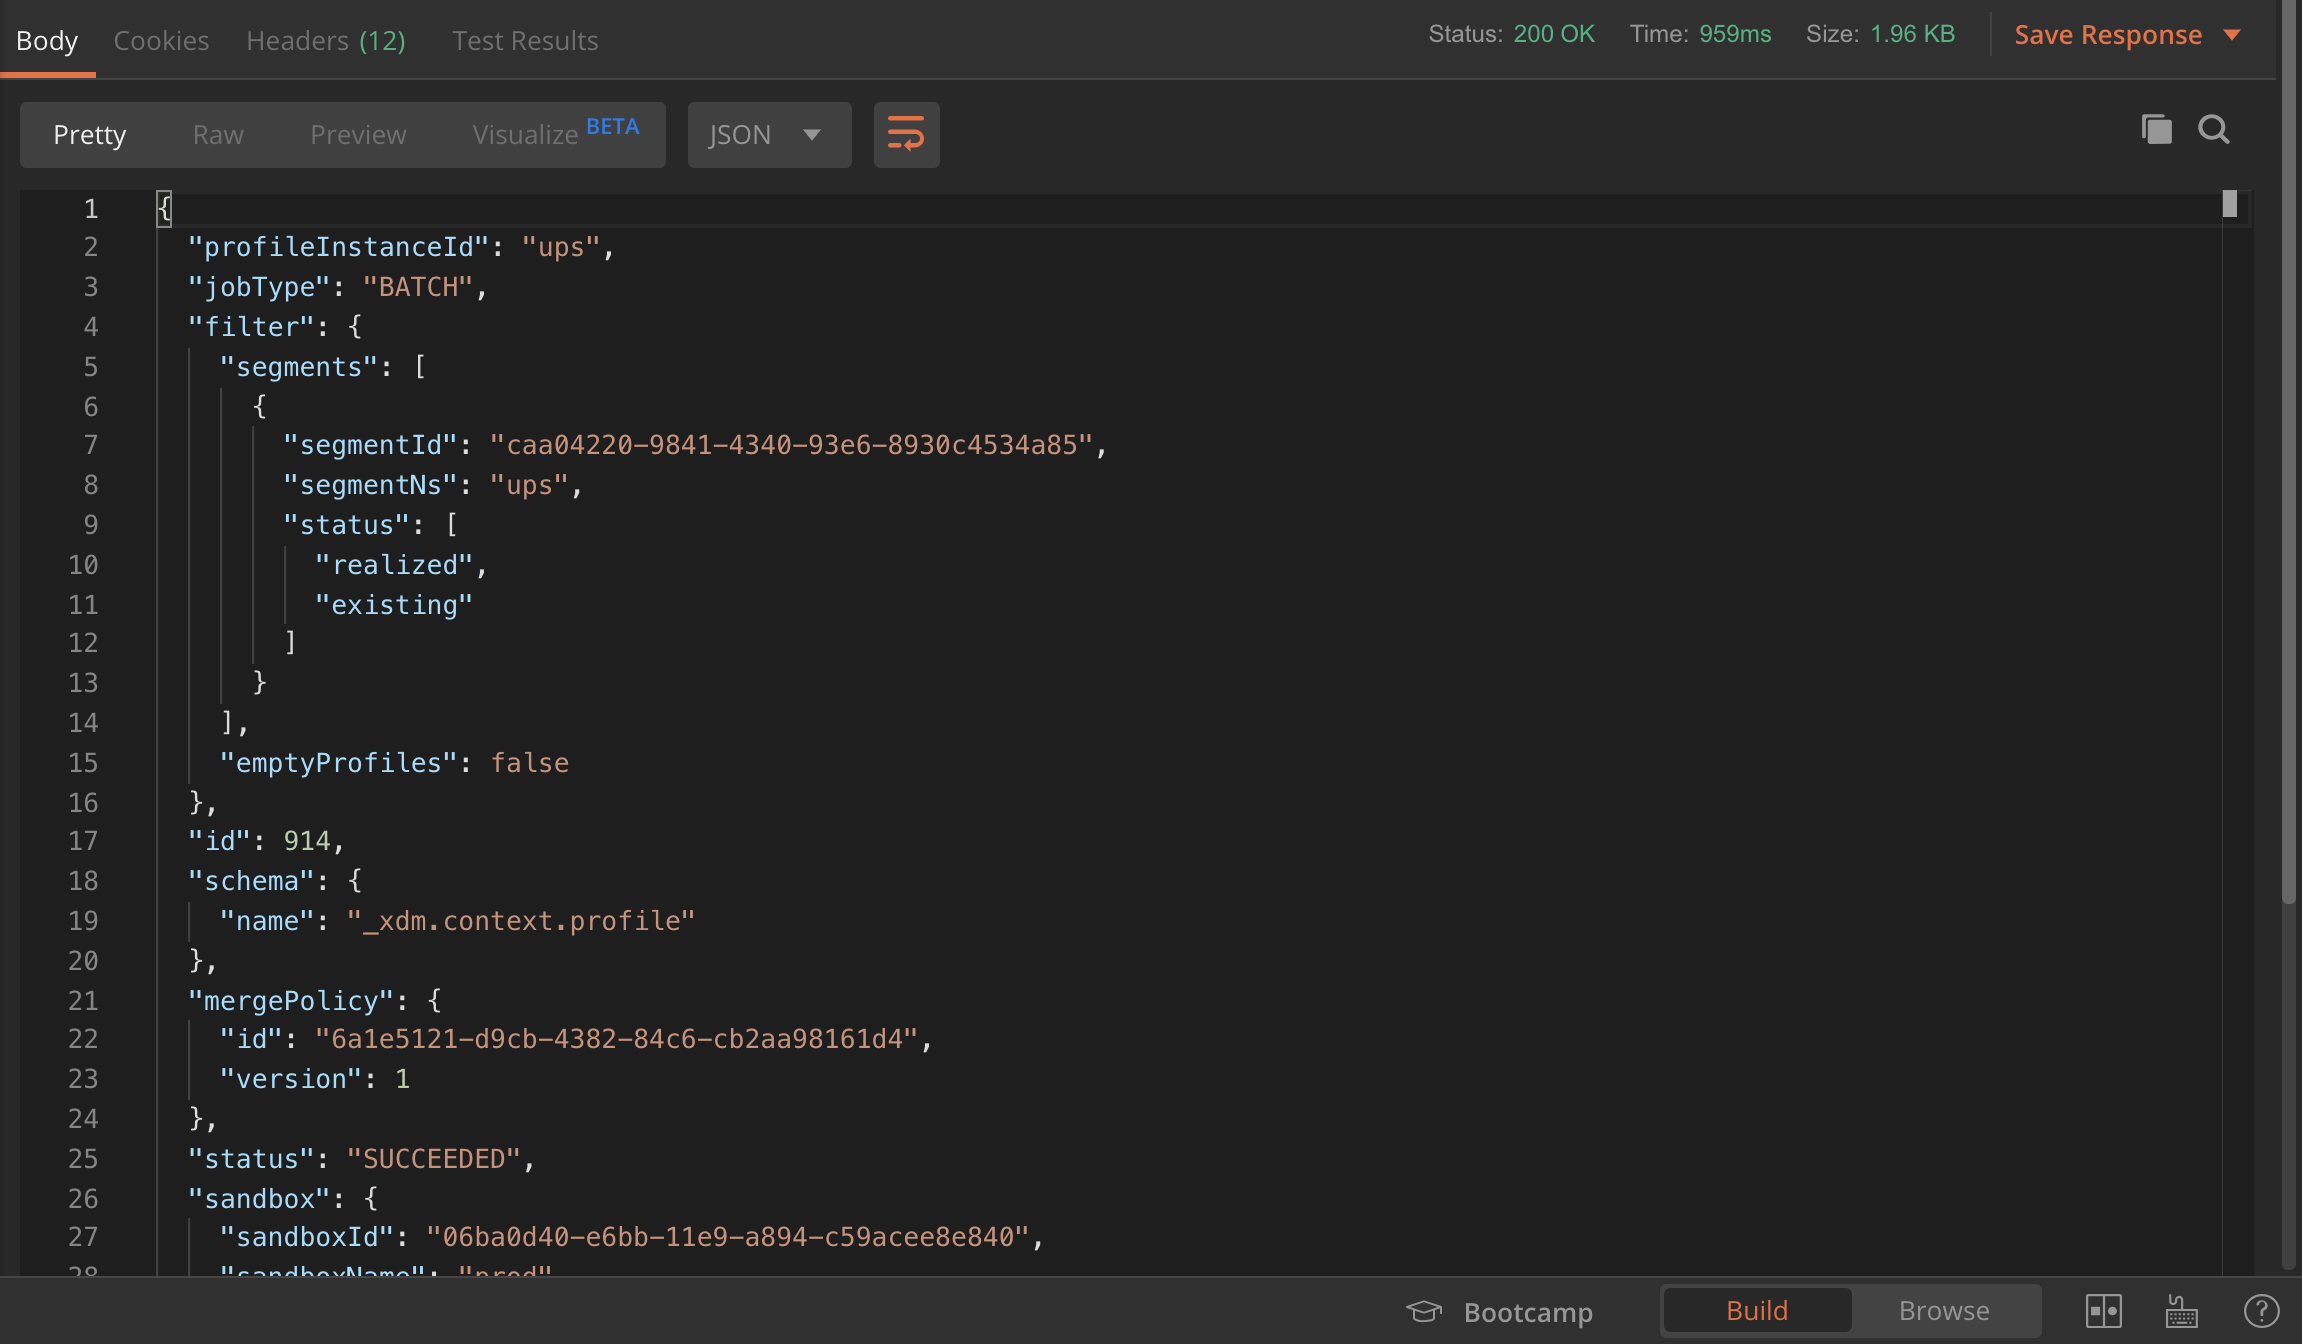 Body Cookies Headers (12) Test Results Status: 200 OK Time: 959ms Size: 1.96 KB Save Response
Pretty Raw Preview Visualize BETA JSON
1 {
2 "profileInstanceId": "ups",
3 "jobType": "BATCH",
4 "filter": {
5 "segments": [
6 {
7 "segmentId": "caa04220-9841-4340-93e6-8930c4534a85",
8 "segmentNs": "ups",
9 "status": [
10 "realized",
11 "existing"
12 ]
13 }
14 ],
15 "emptyProfiles": false
16 },
17 "id": 914,
18 "schema": {
19 "name": "_xdm.context.profile"
20 },
21 "mergePolicy": {
22 "id": "6a1e5121-d9cb-4382-84c6-cb2aa98161d4",
23 "version": 1
24 },
25 "status": "SUCCEEDED",
26 "sandbox": {
27 "sandboxId": "06ba0d40-e6bb-11e9-a894-c59acee8e840",
28 "sandboxName": "prod"
Bootcamp Build Browse